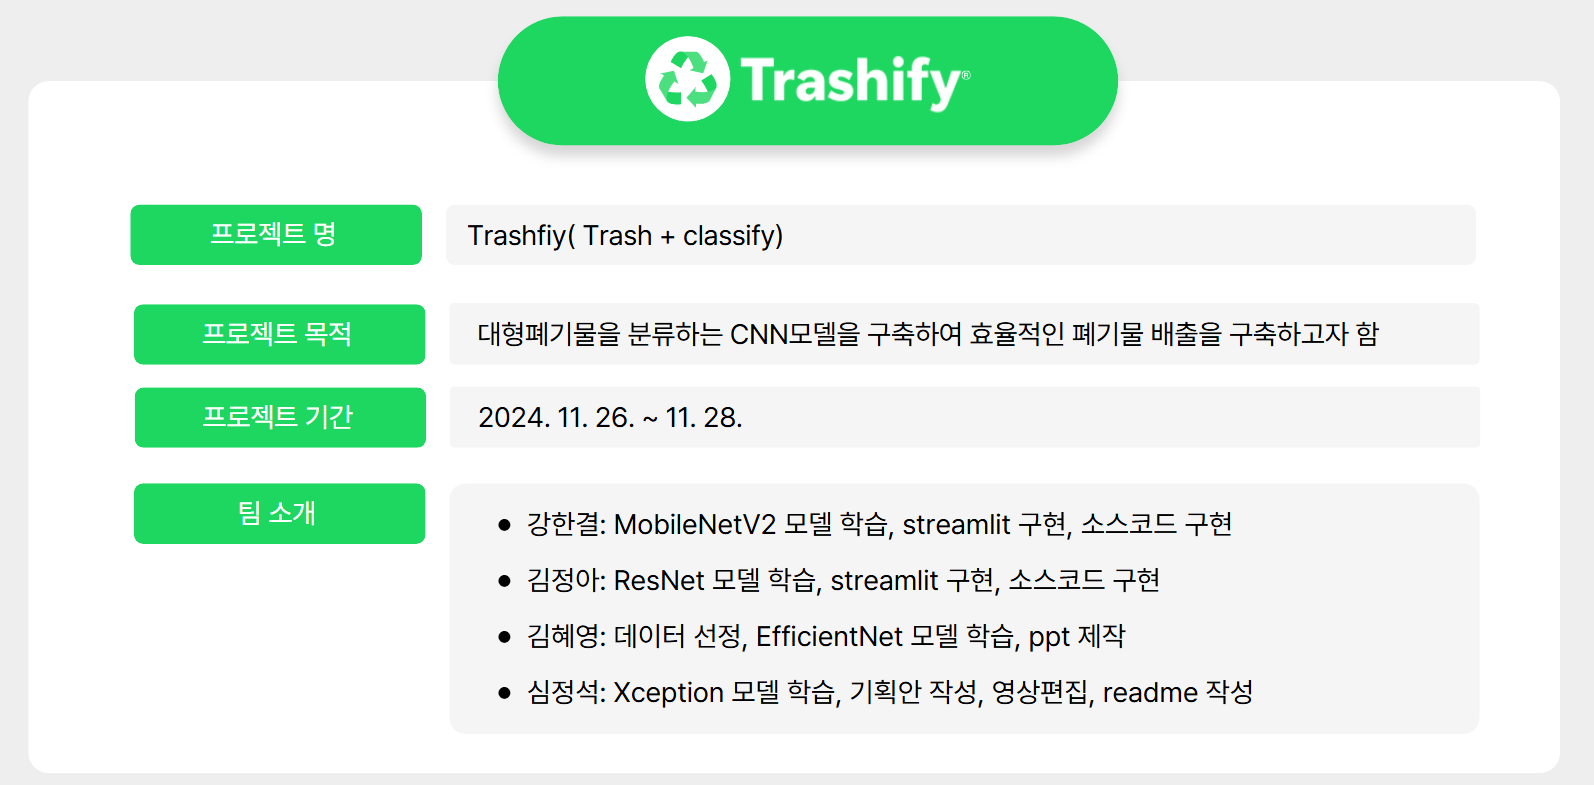 Trashify®
프로젝트 명
Trashfiy( Trash + classify)
프로젝트 목적
대형폐기물을 분류하는 CNN모델을 구축하여 효율적인 폐기물 배출을 구축하고자 함
프로젝트 기간
2024. 11. 26. ~ 11. 28.
팀 소개
● 강한결: MobileNetV2 모델 학습, streamlit 구현, 소스코드 구현
● 김정아: ResNet 모델 학습, streamlit 구현, 소스코드 구현
● 김혜영: 데이터 선정, EfficientNet 모델 학습, ppt 제작
● 심정석: Xception 모델 학습, 기획안 작성, 영상편집, readme 작성